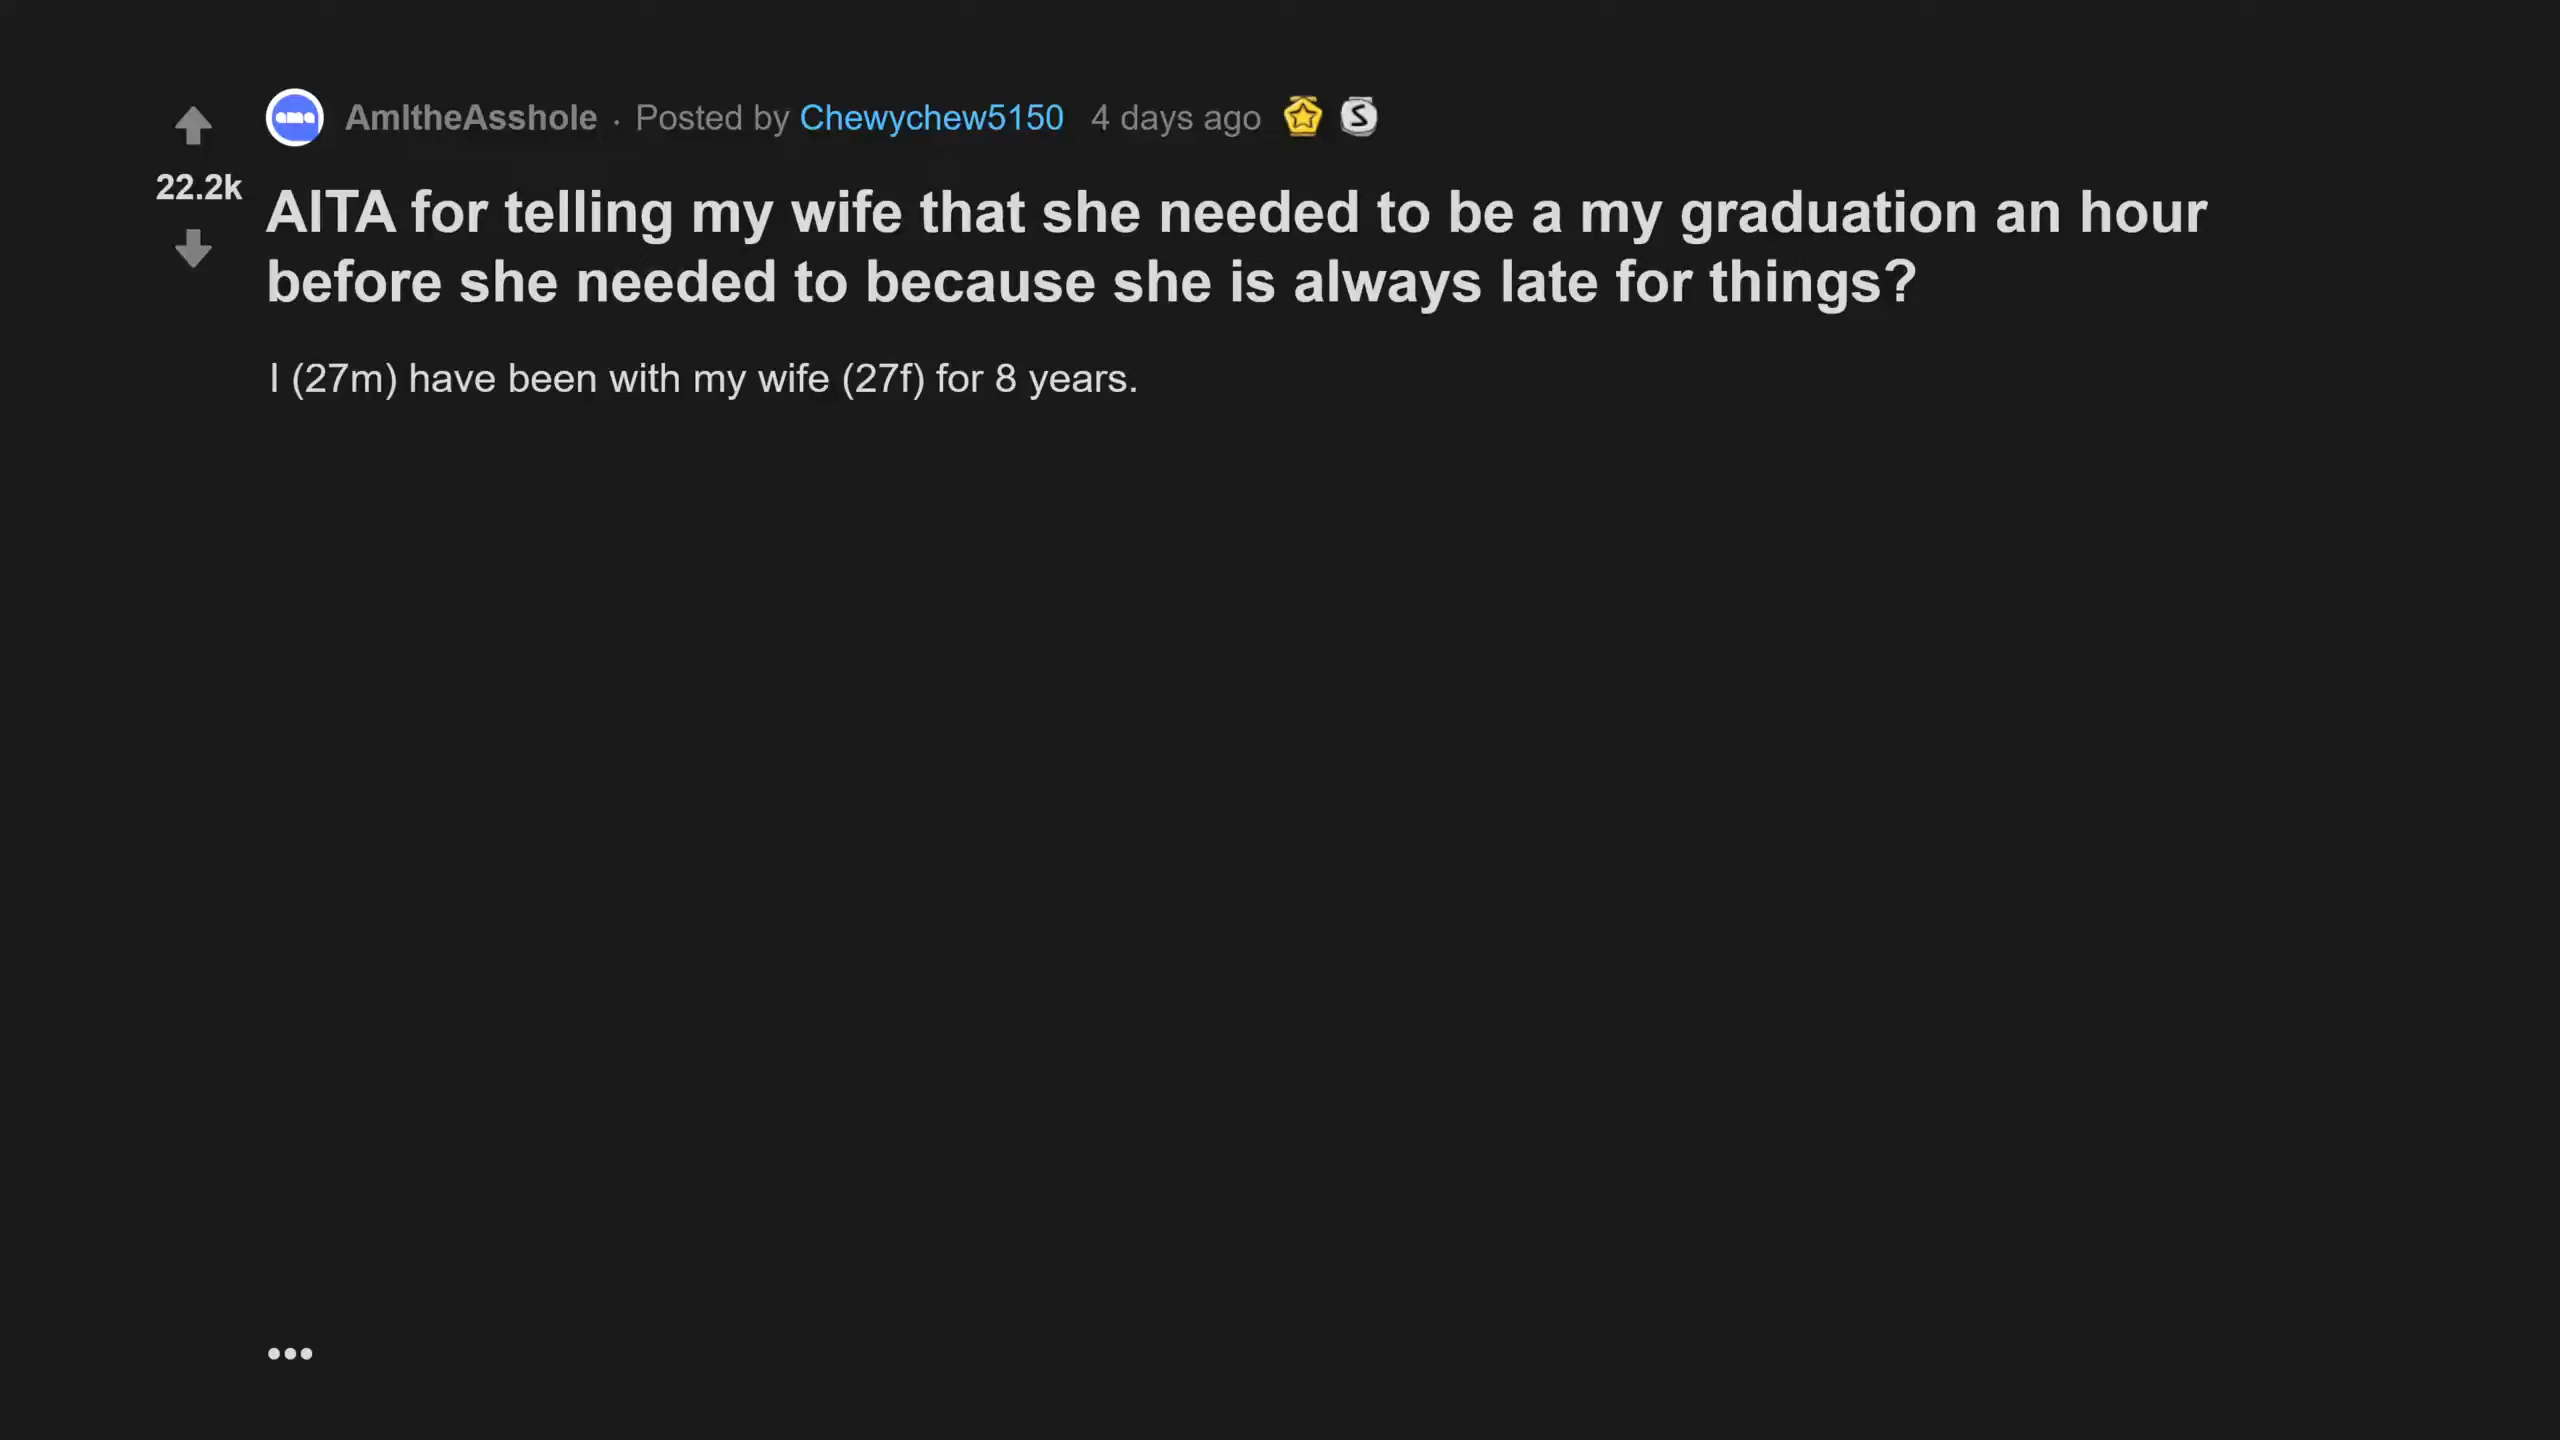 AmItheAsshole · Posted by Chewychew5150 4 days ago
22.2k
AITA for telling my wife that she needed to be a my graduation an hour
before she needed to because she is always late for things?
I (27m) have been with my wife (27f) for 8 years.